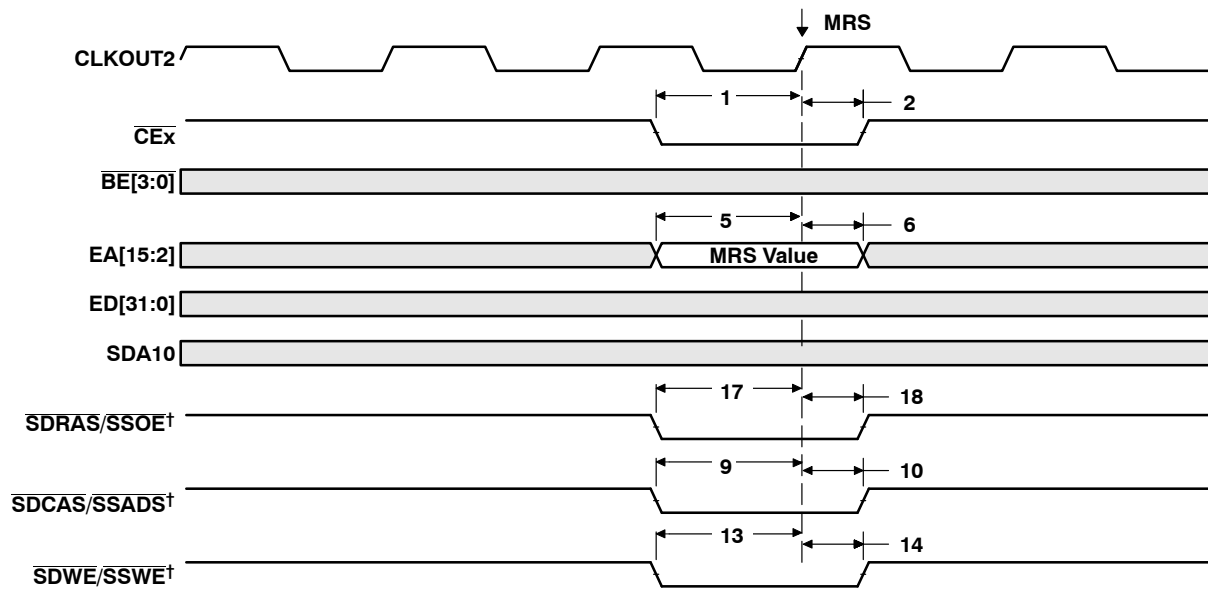 MRS
CLKOUT2
1
2
CEx
BE[3:0]
5
6
EA[15:2]
MRS Value
ED[31:0]
SDA10
17
18
SDRAS/SSOE†
9
10
SDCAS/SSADS†
13
14
SDWE/SSWE†